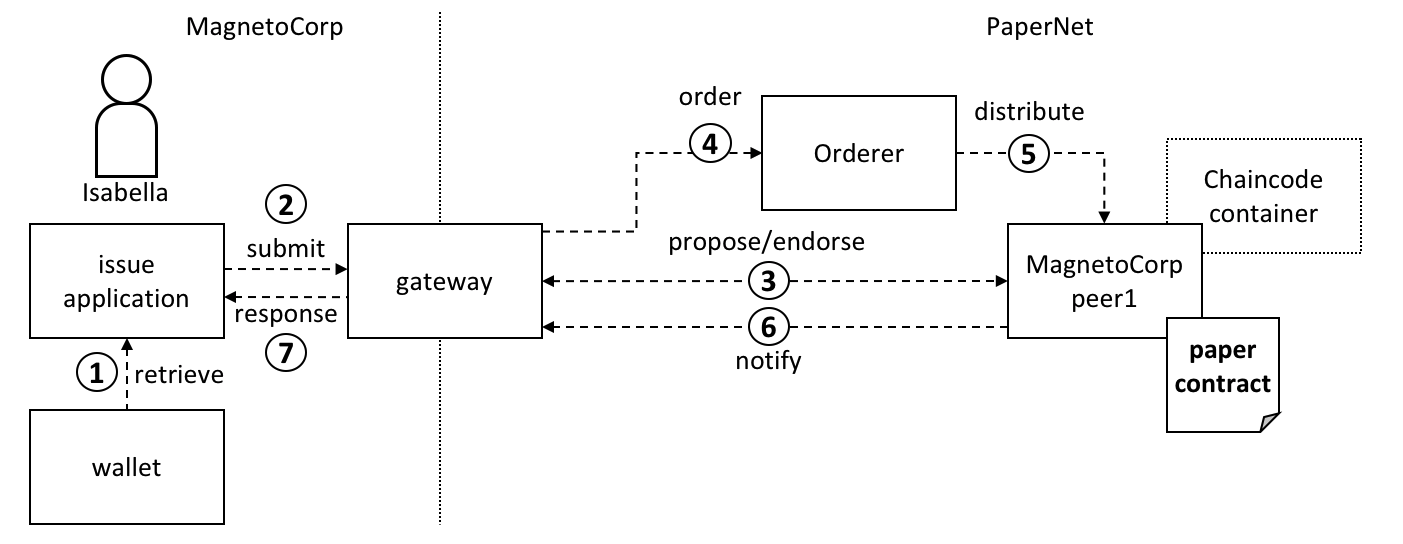 MagnetoCorp
PaperNet
Isabella
order
4
Orderer
distribute
5
Chaincode
container
2
submit
issue
application
gateway
response
7
propose/endorse
3
6
notify
MagnetoCorp
peer1
1
retrieve
paper
contract
wallet